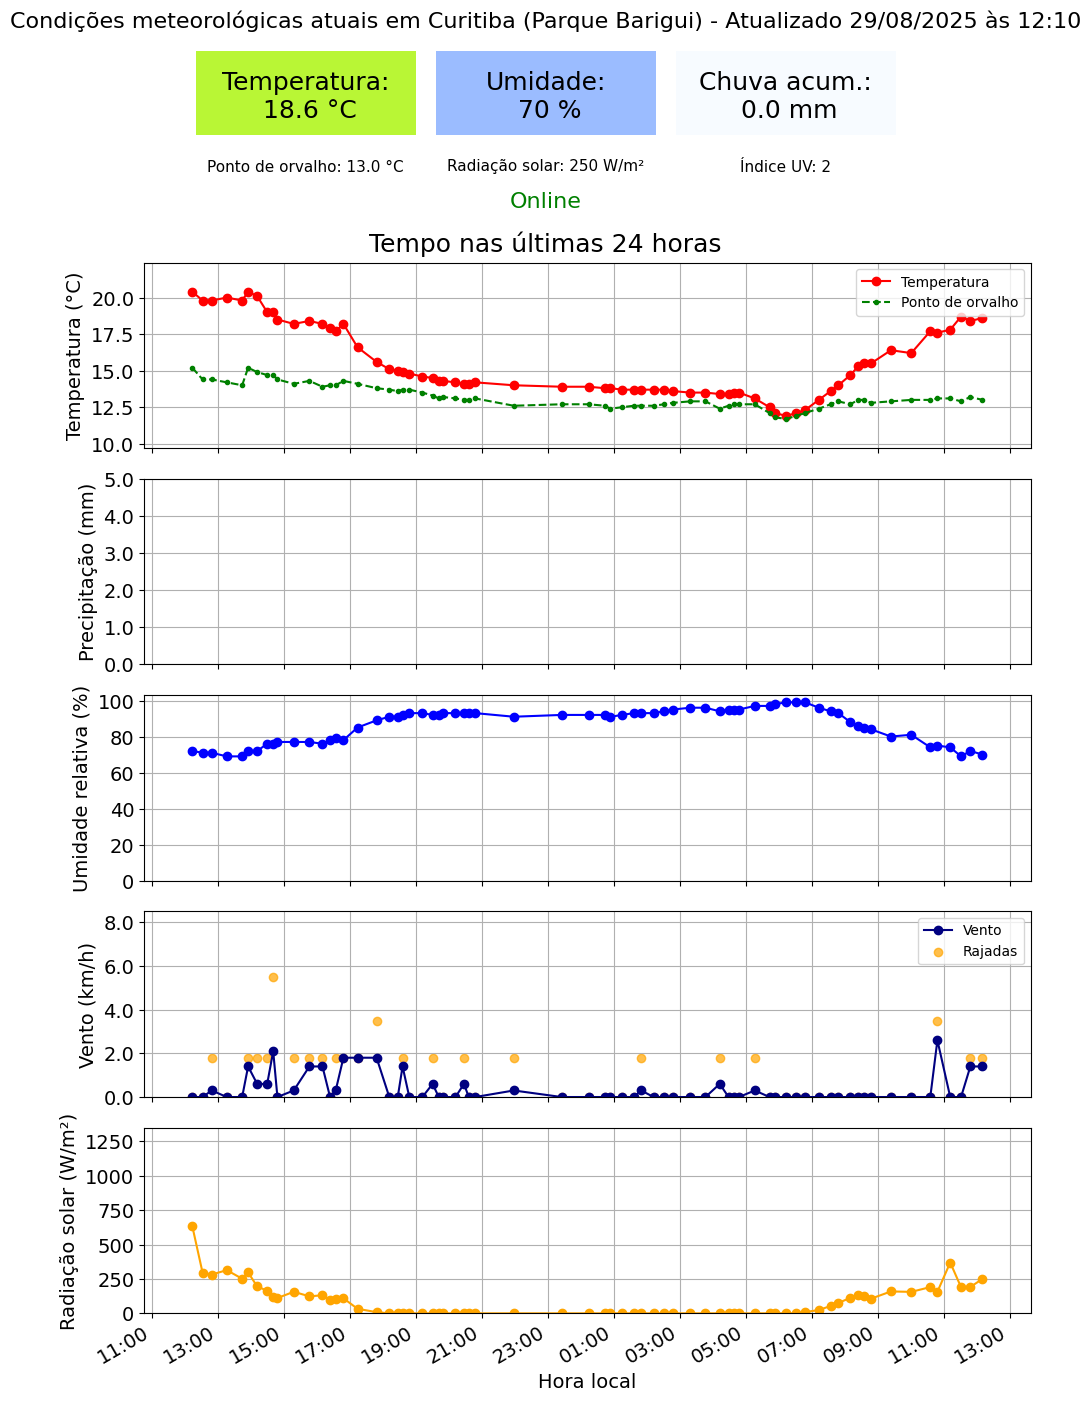 Condições meteorológicas atuais em Curitiba (Parque Barigui) - Atualizado 29/08/2025 às 12:10
Temperatura:
18.6 °C
Umidade:
70 %
Chuva acum.:
0.0 mm
Ponto de orvalho: 13.0 °C
Radiação solar: 250 W/m²
Índice UV: 2
Online
Tempo nas últimas 24 horas
Temperatura (°C)
20.0
17.5
15.0
12.5
10.0
Temperatura
Ponto de orvalho
Precipitação (mm)
5.0
4.0
3.0
2.0
1.0
0.0
Umidade relativa (%)
100
80
60
40
20
0
Vento (km/h)
8.0
6.0
4.0
2.0
0.0
Vento
Rajadas
Radiação solar (W/m²)
1250
1000
750
500
250
0
11:00
13:00
15:00
17:00
19:00
21:00
23:00
01:00
03:00
05:00
07:00
09:00
11:00
13:00
Hora local